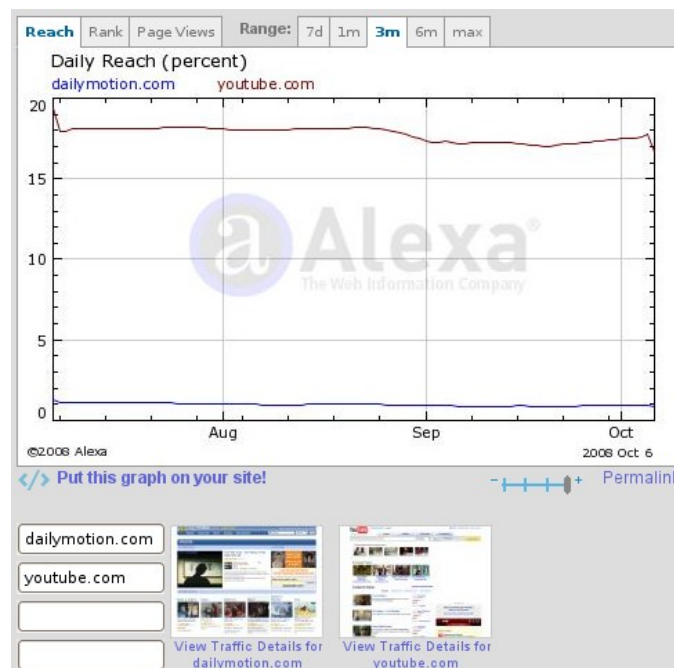 Reach Rank Page Views Range: 7d 1m 3m 6m max
Daily Reach (percent)
dailymotion.com youtube.com
20
15
10
5
0
a Alexa®
The Web Information Company
Aug Sep Oct
©2008 Alexa 2008 Oct 6
</> Put this graph on your site! - + Permalink
dailymotion.com
youtube.com
View Traffic Details for dailymotion.com
View Traffic Details for youtube.com